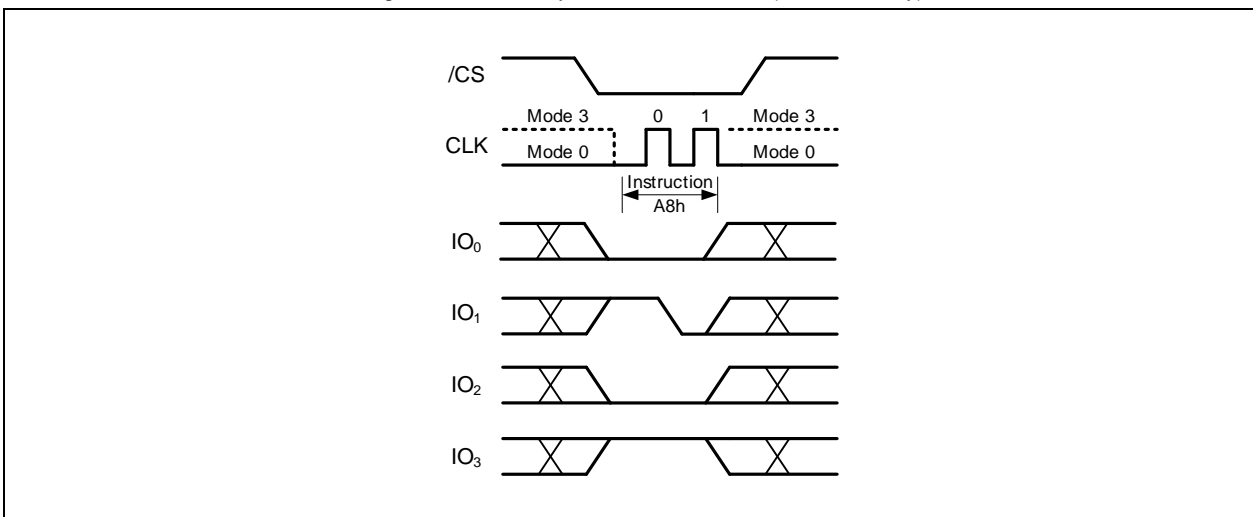 /CS
Mode 3 0 1 Mode 3
CLK
Mode 0 Mode 0
Instruction
A8h
IO₀
IO₁
IO₂
IO₃